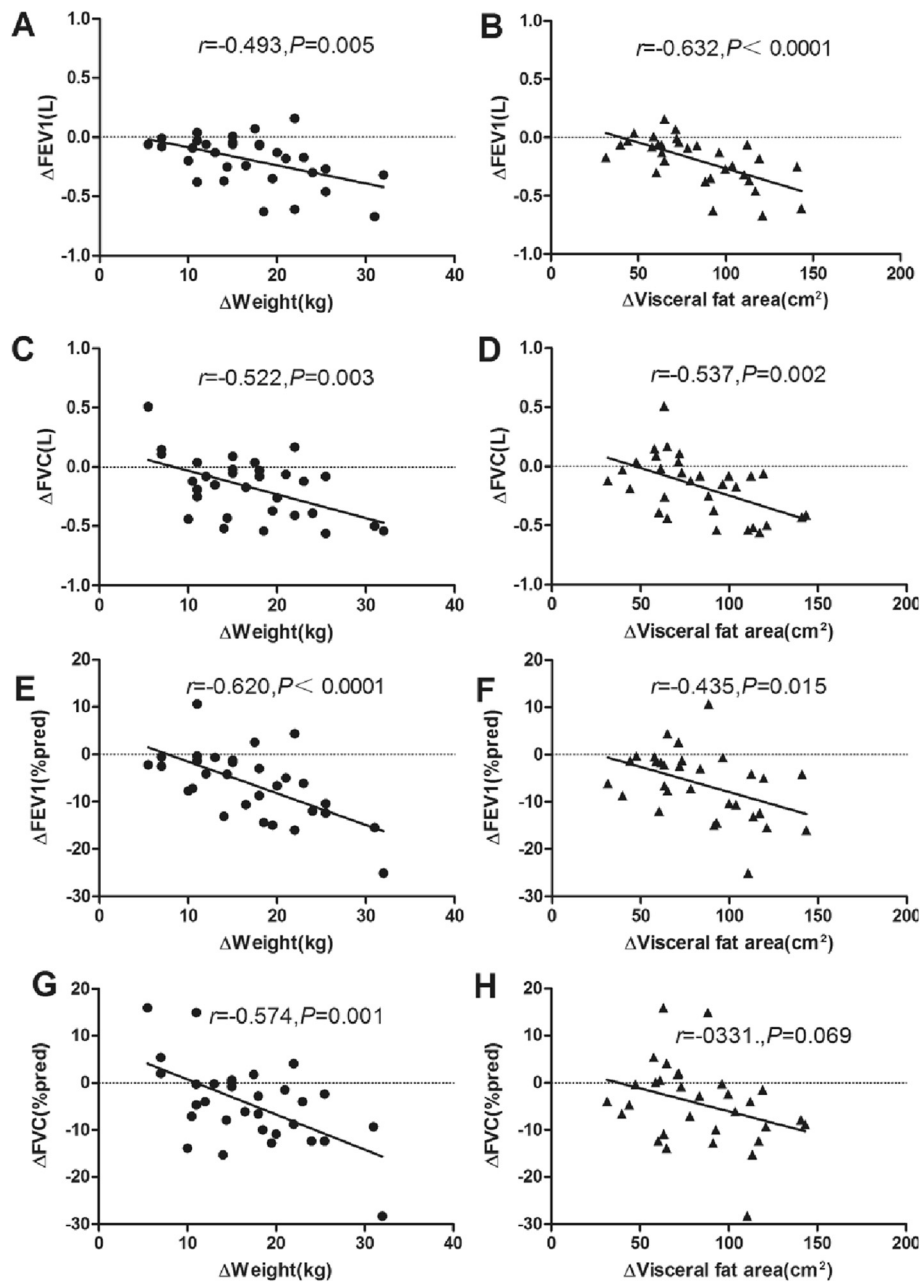 A
r=-0.493,P=0.005
ΔFEV1(L)
1.0
0.5
0.0
-0.5
-1.0
0 10 20 30 40
ΔWeight(kg)
B
r=-0.632,P< 0.0001
ΔFEV1(L)
1.0
0.5
0.0
-0.5
-1.0
0 50 100 150 200
ΔVisceral fat area(cm²)
C
r=-0.522,P=0.003
ΔFVC(L)
1.0
0.5
0.0
-0.5
-1.0
0 10 20 30 40
ΔWeight(kg)
D
r=-0.537,P=0.002
ΔFVC(L)
1.0
0.5
0.0
-0.5
-1.0
0 50 100 150 200
ΔVisceral fat area(cm²)
E
r=-0.620,P< 0.0001
ΔFEV1(%pred)
20
10
0
-10
-20
-30
0 10 20 30 40
ΔWeight(kg)
F
r=-0.435,P=0.015
ΔFEV1(%pred)
20
10
0
-10
-20
-30
0 50 100 150 200
ΔVisceral fat area(cm²)
G
r=-0.574,P=0.001
ΔFVC(%pred)
20
10
0
-10
-20
-30
0 10 20 30 40
ΔWeight(kg)
H
r=-0331.,P=0.069
ΔFVC(%pred)
20
10
0
-10
-20
-30
0 50 100 150 200
ΔVisceral fat area(cm²)